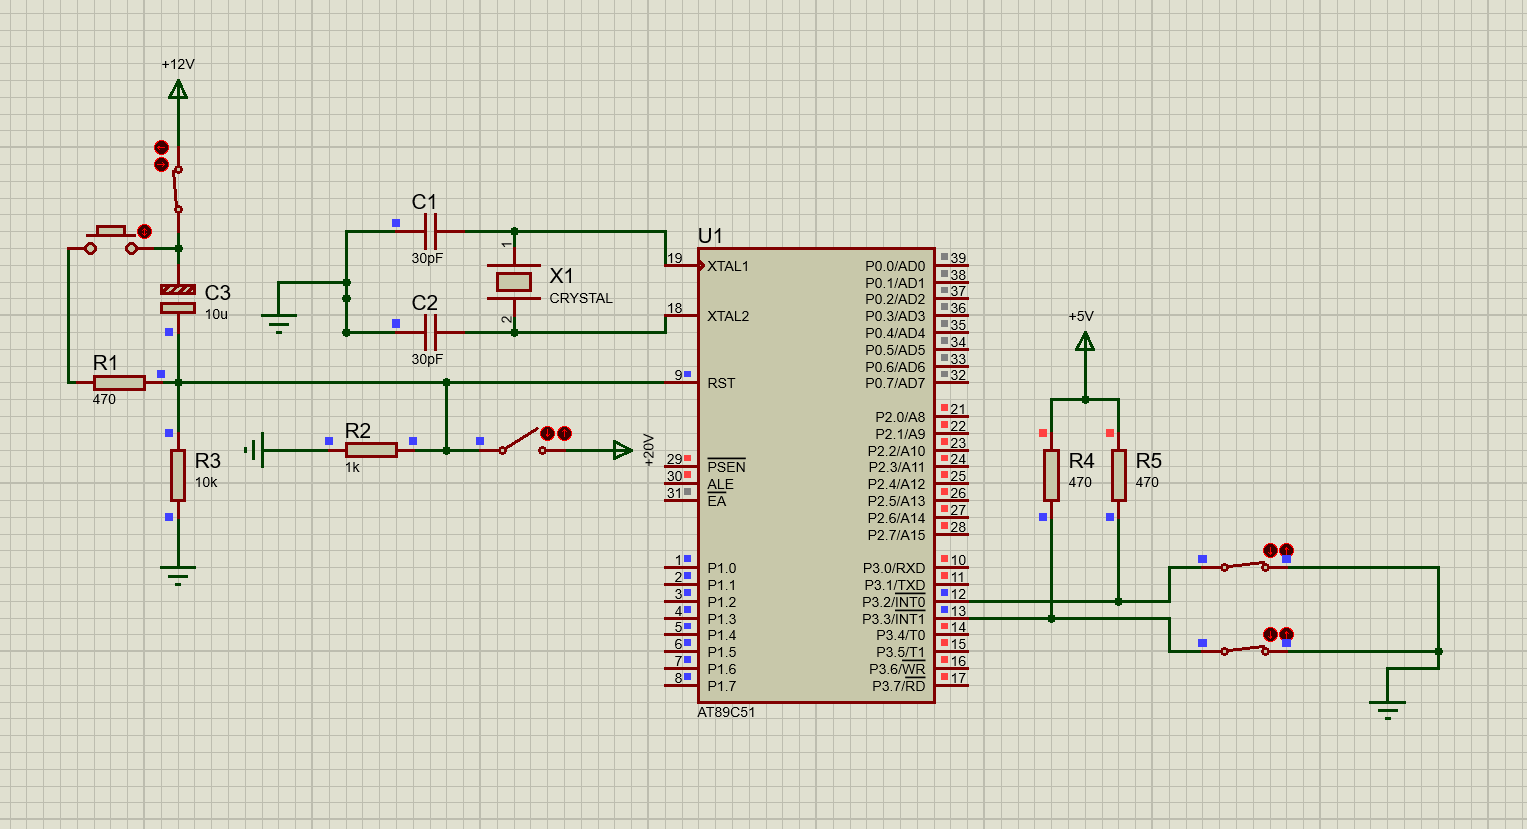 +12V
C3
10u
R1
470
R3
10k
C1
30pF
C2
30pF
1
X1
CRYSTAL
2
R2
1k
+20V
U1
19 XTAL1
18 XTAL2
9 RST
29 PSEN
30 ALE
31 EA
1 P1.0
2 P1.1
3 P1.2
4 P1.3
5 P1.4
6 P1.5
7 P1.6
8 P1.7
P0.0/AD0 39
P0.1/AD1 38
P0.2/AD2 37
P0.3/AD3 36
P0.4/AD4 35
P0.5/AD5 34
P0.6/AD6 33
P0.7/AD7 32
P2.0/A8 21
P2.1/A9 22
P2.2/A10 23
P2.3/A11 24
P2.4/A12 25
P2.5/A13 26
P2.6/A14 27
P2.7/A15 28
P3.0/RXD 10
P3.1/TXD 11
P3.2/INT0 12
P3.3/INT1 13
P3.4/T0 14
P3.5/T1 15
P3.6/WR 16
P3.7/RD 17
AT89C51
+5V
R4
470
R5
470